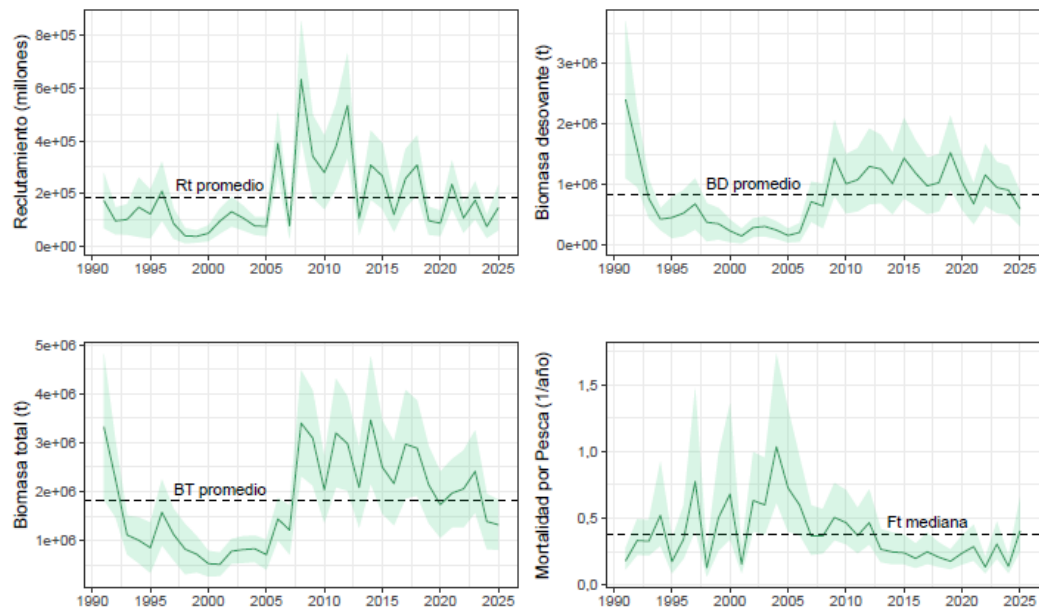 Reclutamiento (millones)
8e+05
6e+05
4e+05
2e+05
0e+00
Rt promedio
1990 1995 2000 2005 2010 2015 2020 2025
Biomasa desovante (t)
3e+06
2e+06
1e+06
0e+00
BD promedio
1990 1995 2000 2005 2010 2015 2020 2025
Biomasa total (t)
5e+06
4e+06
3e+06
2e+06
1e+06
BT promedio
1990 1995 2000 2005 2010 2015 2020 2025
Mortalidad por Pesca (1/año)
1,5
1,0
0,5
0,0
Ft mediana
1990 1995 2000 2005 2010 2015 2020 2025